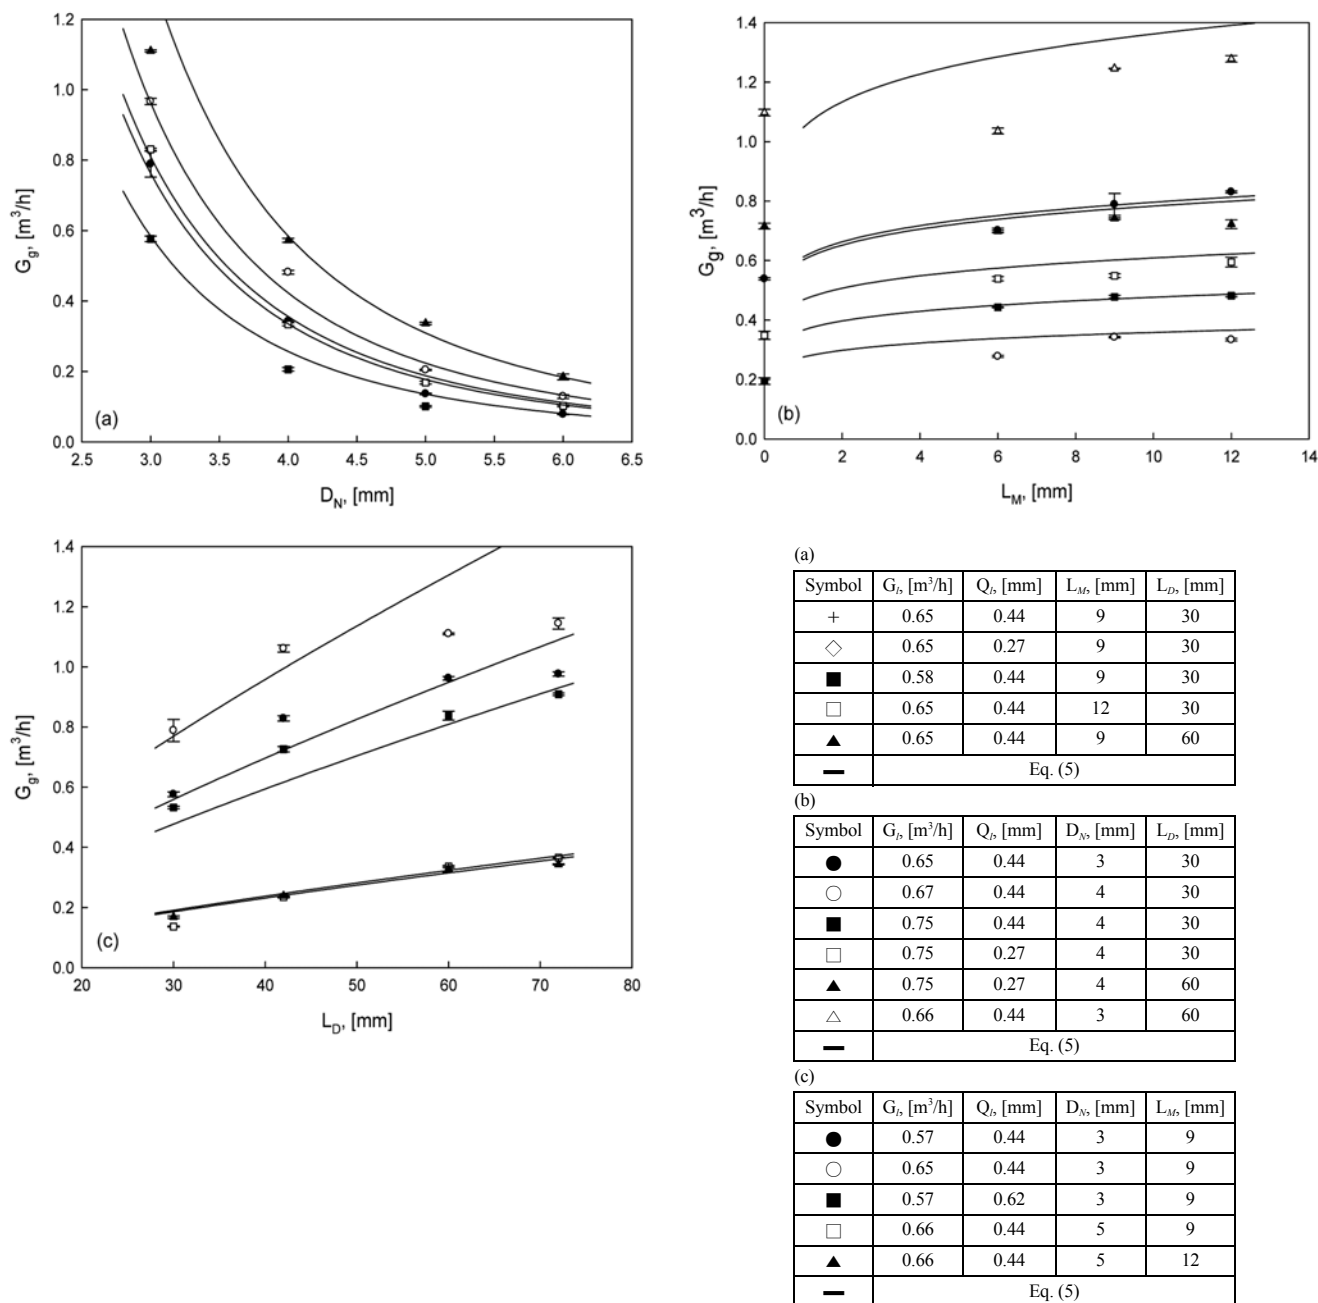 1.2
1.0
0.8
0.6
0.4
0.2
0.0
G_g, [m³/h]
(a)
2.5 3.0 3.5 4.0 4.5 5.0 5.5 6.0 6.5
D_N, [mm]
1.4
1.2
1.0
0.8
0.6
0.4
0.2
0.0
Gg, [m³/h]
(b)
0 2 4 6 8 10 12 14
L_M, [mm]
1.4
1.2
1.0
0.8
0.6
0.4
0.2
0.0
G_g, [m³/h]
(c)
20 30 40 50 60 70 80
L_D, [mm]
(a)
Symbol G_l, [m³/h] Q_l, [mm] L_M, [mm] L_D, [mm]
+ 0.65 0.44 9 30
◇ 0.65 0.27 9 30
■ 0.58 0.44 9 30
□ 0.65 0.44 12 30
▲ 0.65 0.44 9 60
— Eq. (5)
(b)
Symbol G_l, [m³/h] Q_l, [mm] D_N, [mm] L_D, [mm]
● 0.65 0.44 3 30
○ 0.67 0.44 4 30
■ 0.75 0.44 4 30
□ 0.75 0.27 4 30
▲ 0.75 0.27 4 60
△ 0.66 0.44 3 60
— Eq. (5)
(c)
Symbol G_l, [m³/h] Q_l, [mm] D_N, [mm] L_M, [mm]
● 0.57 0.44 3 9
○ 0.65 0.44 3 9
■ 0.57 0.62 3 9
□ 0.66 0.44 5 9
▲ 0.66 0.44 5 12
— Eq. (5)